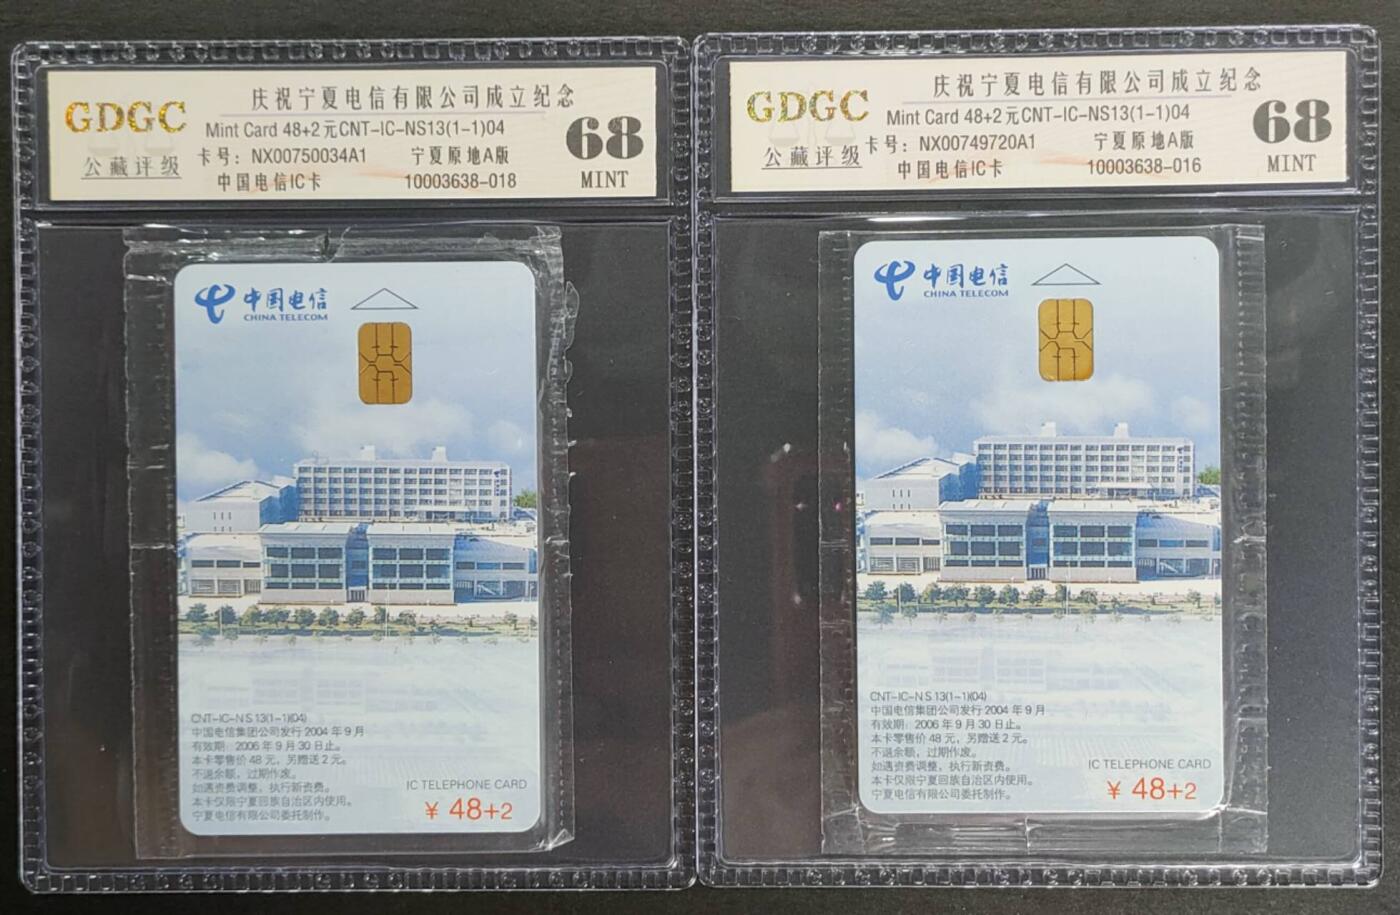 GDGC
公藏评级
庆祝宁夏电信有限公司成立纪念
Mint Card 48+2元CNT-IC-NS13(1-1)04
卡号：NX00750034A1 宁夏原地A版
中国电信IC卡 10003638-018
68
MINT
中国电信
CHINA TELECOM
CNT-IC-NS13(1-1)(04)
中国电信集团公司发行 2004 年 9 月
有效期：2006 年 9 月 30 日止。
本卡零售价 48 元，另赠送 2 元。
不退余额，过期作废。
如遇资费调整，执行新资费。
本卡仅限宁夏回族自治区内使用。
宁夏电信有限公司委托制作。
IC TELEPHONE CARD
¥ 48+2
GDGC
公藏评级
庆祝宁夏电信有限公司成立纪念
Mint Card 48+2元CNT-IC-NS13(1-1)04
卡号：NX00749720A1 宁夏原地A版
中国电信IC卡 10003638-016
68
MINT
中国电信
CHINA TELECOM
CNT-IC-NS13(1-1)(04)
中国电信集团公司发行 2004 年 9 月
有效期：2006 年 9 月 30 日止。
本卡零售价 48 元，另赠送 2 元。
不退余额，过期作废。
如遇资费调整，执行新资费。
本卡仅限宁夏回族自治区内使用。
宁夏电信有限公司委托制作。
IC TELEPHONE CARD
¥ 48+2